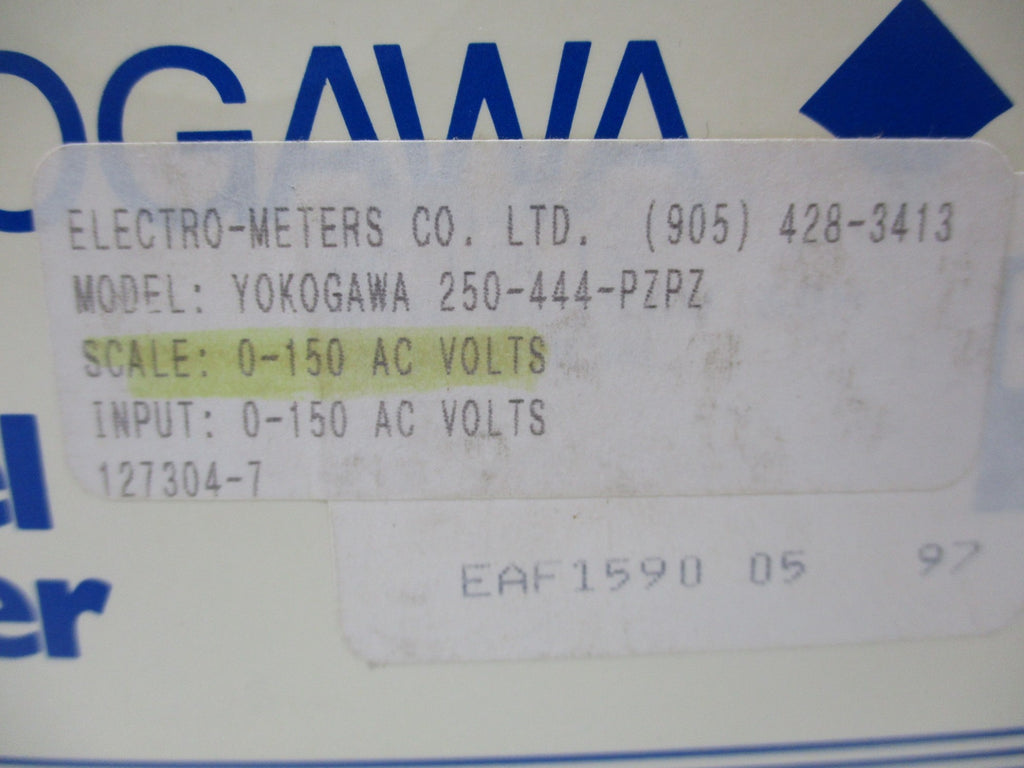 OGAWA
ELECTRO-METERS CO. LTD. (905) 428-3413
MODEL: YOKOGAWA 250-444-PZPZ
SCALE: 0-150 AC VOLTS
INPUT: 0-150 AC VOLTS
127304-7
el
er
EAF1590 05 97